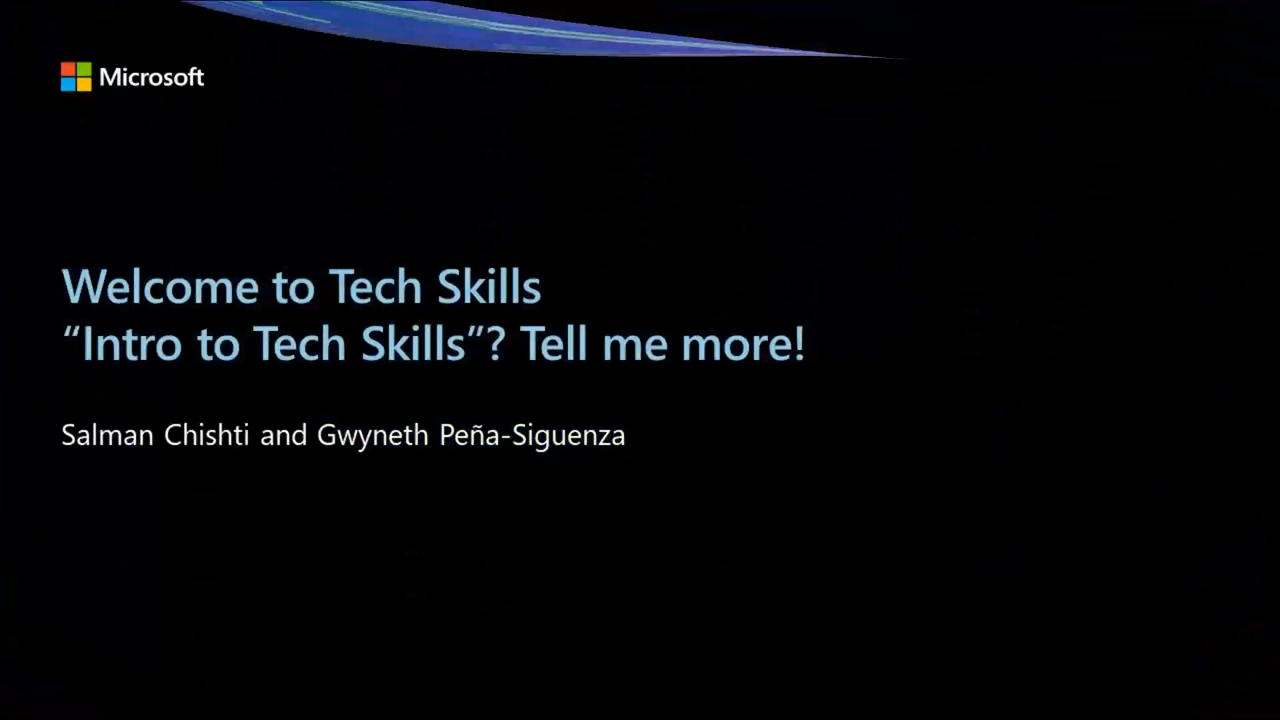 Microsoft
Welcome to Tech Skills
“Intro to Tech Skills”? Tell me more!
Salman Chishti and Gwyneth Peña-Siguenza